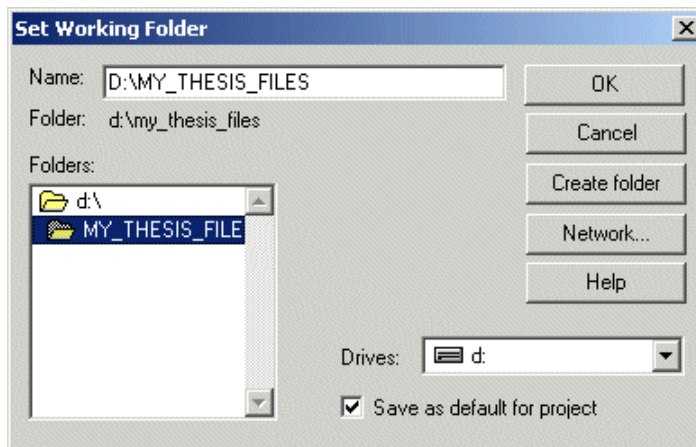 Set Working Folder
Name: D:\MY_THESIS_FILES
OK
Folder: d:\my_thesis_files
Cancel
Folders:
Create folder
d:\
MY_THESIS_FILE
Network...
Help
Drives: d:
Save as default for project